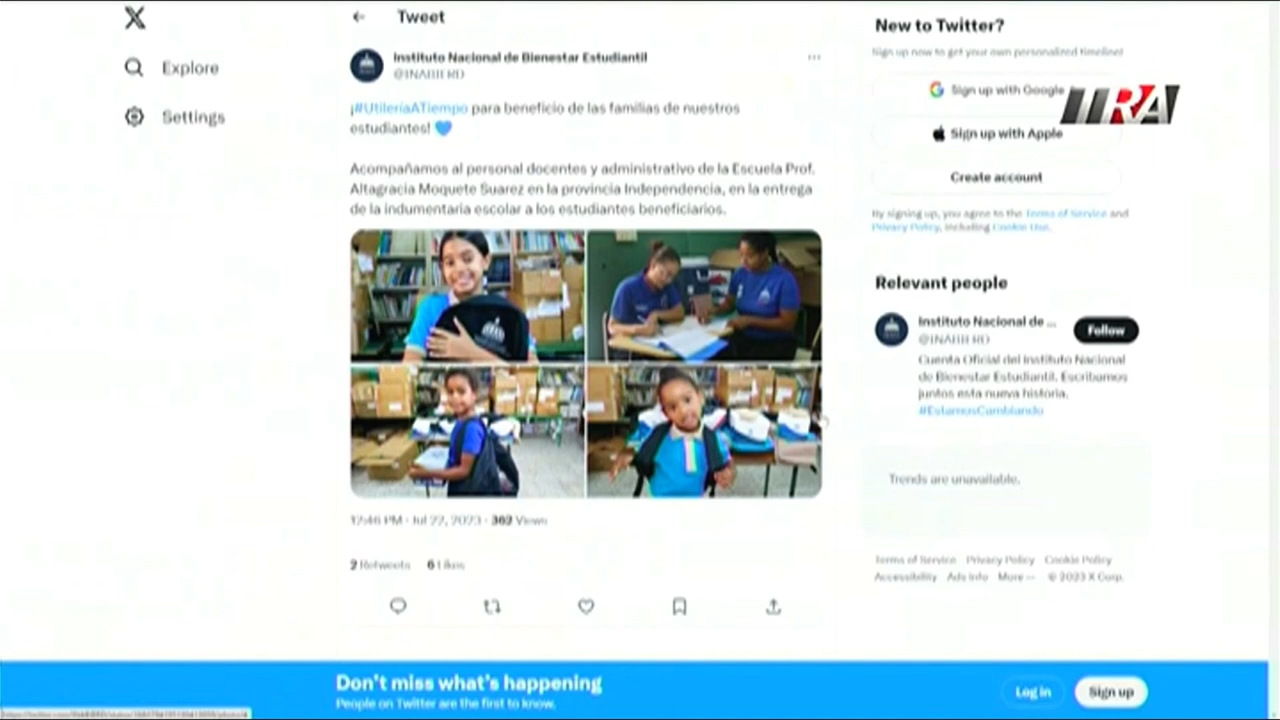 Tweet
Explore
Settings
Instituto Nacional de Bienestar Estudiantil
@INABIERD
¡#UtileríaATiempo para beneficio de las familias de nuestros
estudiantes!
Acompañamos al personal docentes y administrativo de la Escuela Prof.
Altagracia Moquete Suarez en la provincia Independencia, en la entrega
de la indumentaria escolar a los estudiantes beneficiarios.
12:46 PM · Jul 22, 2023 · 362 Views
2 Retweets 6 Likes
New to Twitter?
Sign up now to get your own personalized timeline!
Sign up with Google
TRA
Sign up with Apple
Create account
By signing up, you agree to the Terms of Service and
Privacy Policy, including Cookie Use.
Relevant people
Instituto Nacional de ...
@INABIERD
Follow
Cuenta Oficial del Instituto Nacional
de Bienestar Estudiantil. Escribamos
juntos esta nueva historia.
#EstamosCambiando
Trends are unavailable.
Terms of Service Privacy Policy Cookie Policy
Accessibility Ads info More ... © 2023 X Corp.
Don't miss what's happening
People on Twitter are the first to know.
Log in
Sign up